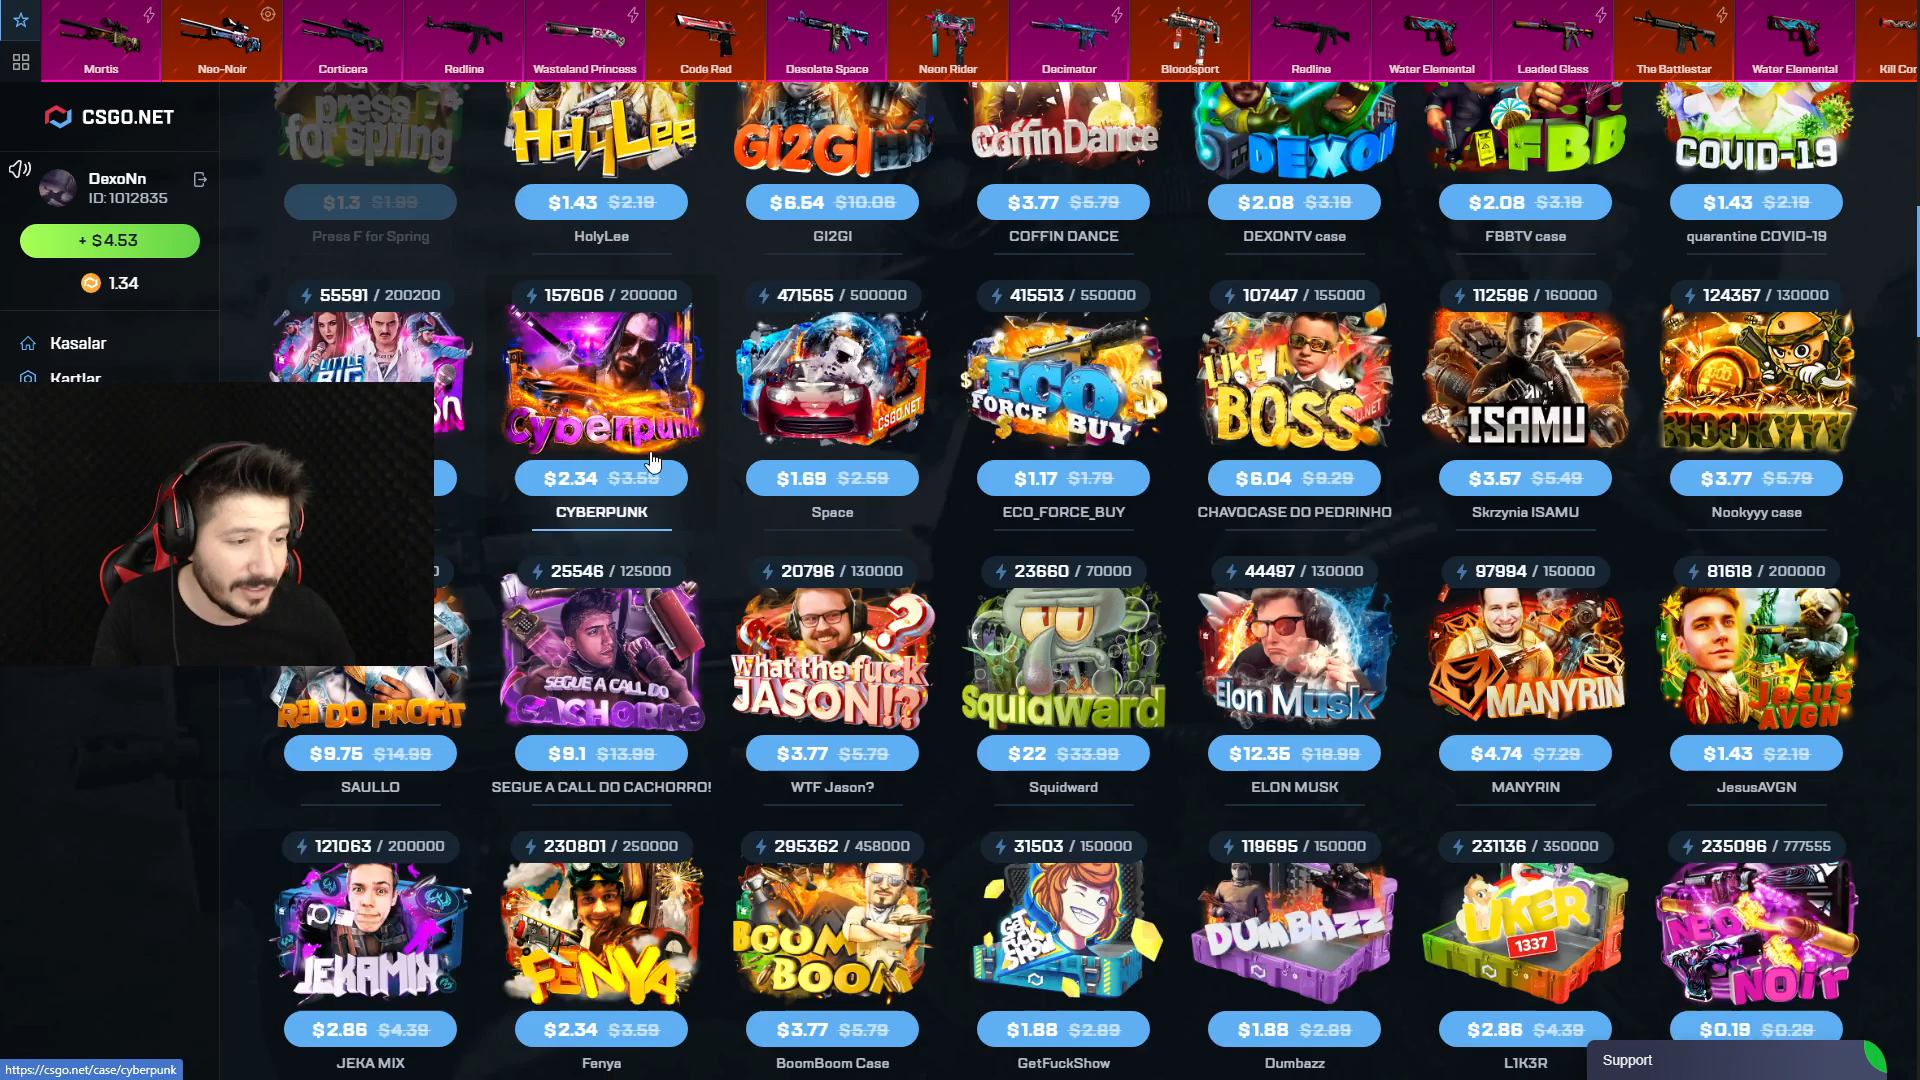 Mortis
Neo-Noir
Corticera
Redline
Wasteland Princess
Code Red
Desolate Space
Neon Rider
Decimator
Bloodsport
Redline
Water Elemental
Leaded Glass
The Battlestar
Water Elemental
CSGO.NET
DexoNn
ID: 1012835
+ $4.53
1.34
Kasalar
Kartlar
press F
for spring
HolyLee
GI2GI
Coffin Dance
DEXON
FBB
COVID-19
$1.3 $1.99
$1.43 $2.19
$6.54 $10.06
$3.77 $5.79
$2.08 $3.19
$2.08 $3.19
$1.43 $2.19
Press F for Spring
HolyLee
GI2GI
COFFIN DANCE
DEXONTV case
FBBTV case
quarantine COVID-19
55591 / 200200
157606 / 200000
471565 / 500000
415513 / 550000
107447 / 155000
112596 / 160000
124367 / 130000
LITTLE
BIG
Cyberpunk
CSGO.NET
ECO
FORCE BUY
LIKE A
BOSS
ISAMU
NOOKYYY
$2.34 $3.59
$1.69 $2.59
$1.17 $1.79
$6.04 $9.29
$3.57 $5.49
$3.77 $5.79
CYBERPUNK
Space
ECO_FORCE_BUY
CHAVOCASE DO PEDRINHO
Skrzynia ISAMU
Nookyyy case
25546 / 125000
20796 / 130000
23660 / 70000
44497 / 130000
97994 / 150000
81618 / 200000
REI DO PROFIT
SEGUE A CALL DO
CACHORRO
What the fuck
JASON!?
Squidward
Elon Musk
MANYRIN
Jesus
AVGN
$9.75 $14.99
$9.1 $13.99
$3.77 $5.79
$22 $33.99
$12.35 $18.99
$4.74 $7.29
$1.43 $2.19
SAULLO
SEGUE A CALL DO CACHORRO!
WTF Jason?
Squidward
ELON MUSK
MANYRIN
JesusAVGN
121063 / 200000
230801 / 250000
295362 / 458000
31503 / 150000
119695 / 150000
231136 / 350000
235096 / 777555
JEKAMIX
FENYA
BOOM
BOOM
GET
FUCK
SHOW
DUMBAZZ
LIKER
1337
NEO
NOIR
$2.86 $4.39
$2.34 $3.59
$3.77 $5.79
$1.88 $2.89
$1.88 $2.89
$2.86 $4.39
$0.19 $0.29
JEKA MIX
Fenya
BoomBoom Case
GetFuckShow
Dumbazz
L1K3R
Support
https://csgo.net/case/cyberpunk